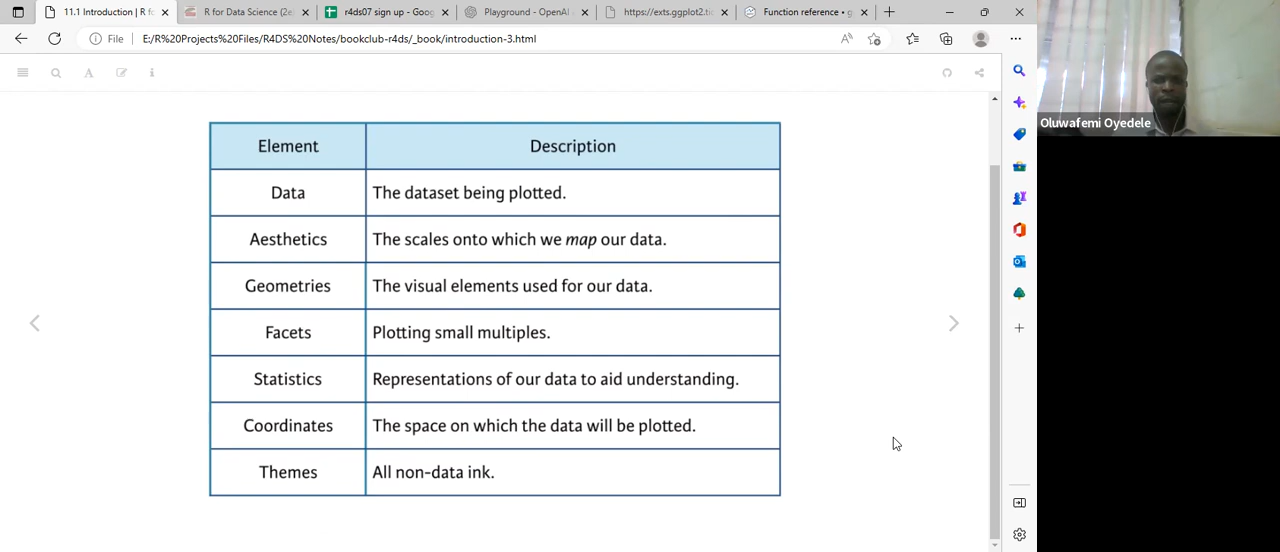 11.1 Introduction | R fo
R for Data Science (2e)
r4ds07 sign up - Goog
Playground - OpenAI
https://exts.ggplot2.tid
Function reference • g
File
E:/R%20Projects%20Files/R4DS%20Notes/bookclub-r4ds/_book/introduction-3.html
Oluwafemi Oyedele
Element Description
Data The dataset being plotted.
Aesthetics The scales onto which we map our data.
Geometries The visual elements used for our data.
Facets Plotting small multiples.
Statistics Representations of our data to aid understanding.
Coordinates The space on which the data will be plotted.
Themes All non-data ink.